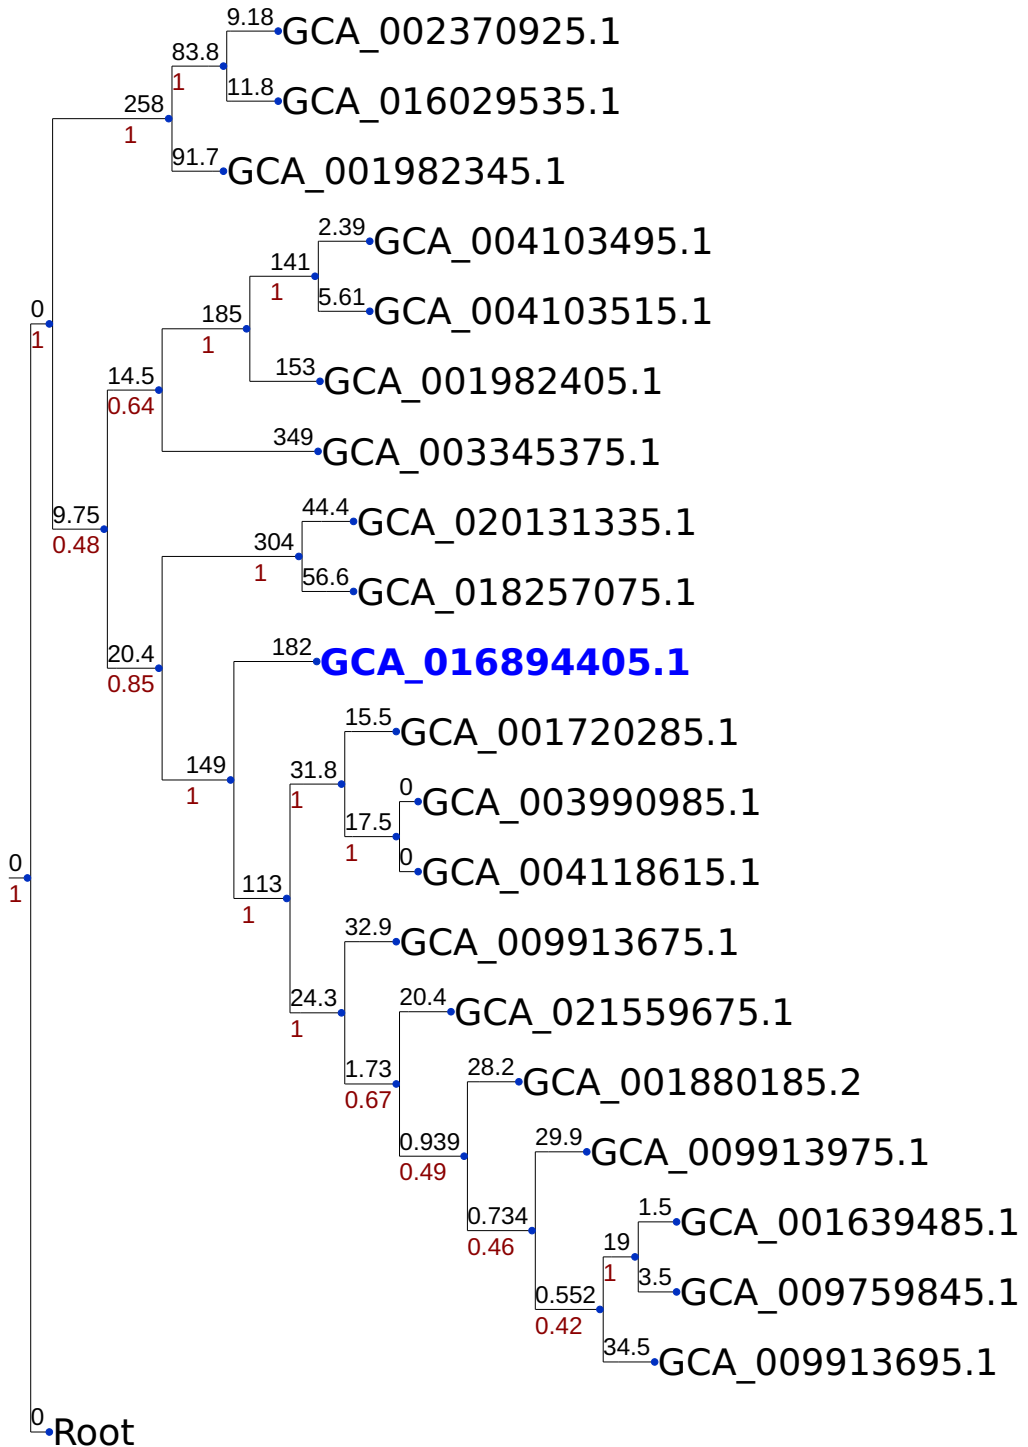 9.18
GCA_002370925.1
83.8
1
11.8
GCA_016029535.1
258
1
91.7
GCA_001982345.1
2.39
GCA_004103495.1
141
1
5.61
GCA_004103515.1
0
1
185
1
153
GCA_001982405.1
14.5
0.64
349
GCA_003345375.1
9.75
0.48
44.4
GCA_020131335.1
304
1
56.6
GCA_018257075.1
20.4
0.85
182
GCA_016894405.1
15.5
GCA_001720285.1
149
1
31.8
1
0
GCA_003990985.1
17.5
1
0
GCA_004118615.1
0
1
113
1
32.9
GCA_009913675.1
24.3
1
20.4
GCA_021559675.1
1.73
0.67
28.2
GCA_001880185.2
0.939
0.49
29.9
GCA_009913975.1
0.734
0.46
1.5
GCA_001639485.1
19
1
3.5
GCA_009759845.1
0.552
0.42
34.5
GCA_009913695.1
0
Root